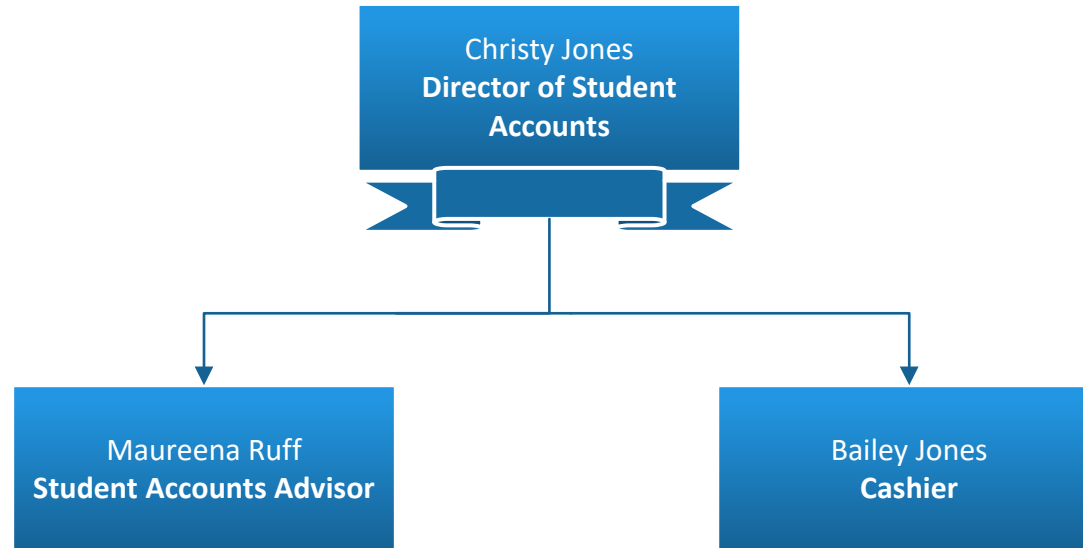 Christy Jones
Director of Student
Accounts
Maureena Ruff
Student Accounts Advisor
Bailey Jones
Cashier